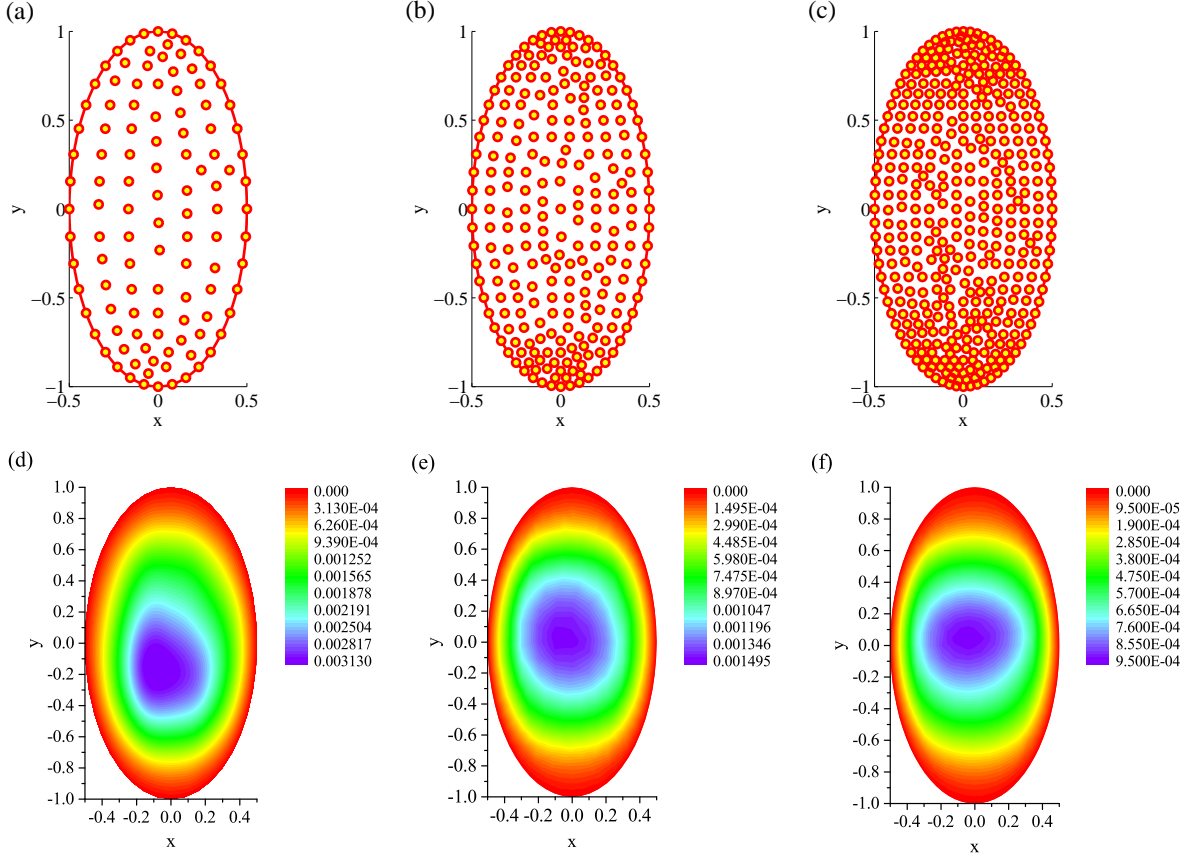 (a)
1
0.5
y
0
−0.5
−1
−0.5
0
0.5
x
(b)
1
0.5
y
0
−0.5
−1
−0.5
0
0.5
x
(c)
1
0.5
y
0
−0.5
−1
−0.5
0
0.5
x
(d)
y
1.0
0.8
0.6
0.4
0.2
0.0
-0.2
-0.4
-0.6
-0.8
-1.0
-0.4 -0.2 0.0 0.2 0.4
x
0.000
3.130E-04
6.260E-04
9.390E-04
0.001252
0.001565
0.001878
0.002191
0.002504
0.002817
0.003130
(e)
y
1.0
0.8
0.6
0.4
0.2
0.0
-0.2
-0.4
-0.6
-0.8
-1.0
-0.4 -0.2 0.0 0.2 0.4
x
0.000
1.495E-04
2.990E-04
4.485E-04
5.980E-04
7.475E-04
8.970E-04
0.001047
0.001196
0.001346
0.001495
(f)
y
1.0
0.8
0.6
0.4
0.2
0.0
-0.2
-0.4
-0.6
-0.8
-1.0
-0.4 -0.2 0.0 0.2 0.4
x
0.000
9.500E-05
1.900E-04
2.850E-04
3.800E-04
4.750E-04
5.700E-04
6.650E-04
7.600E-04
8.550E-04
9.500E-04